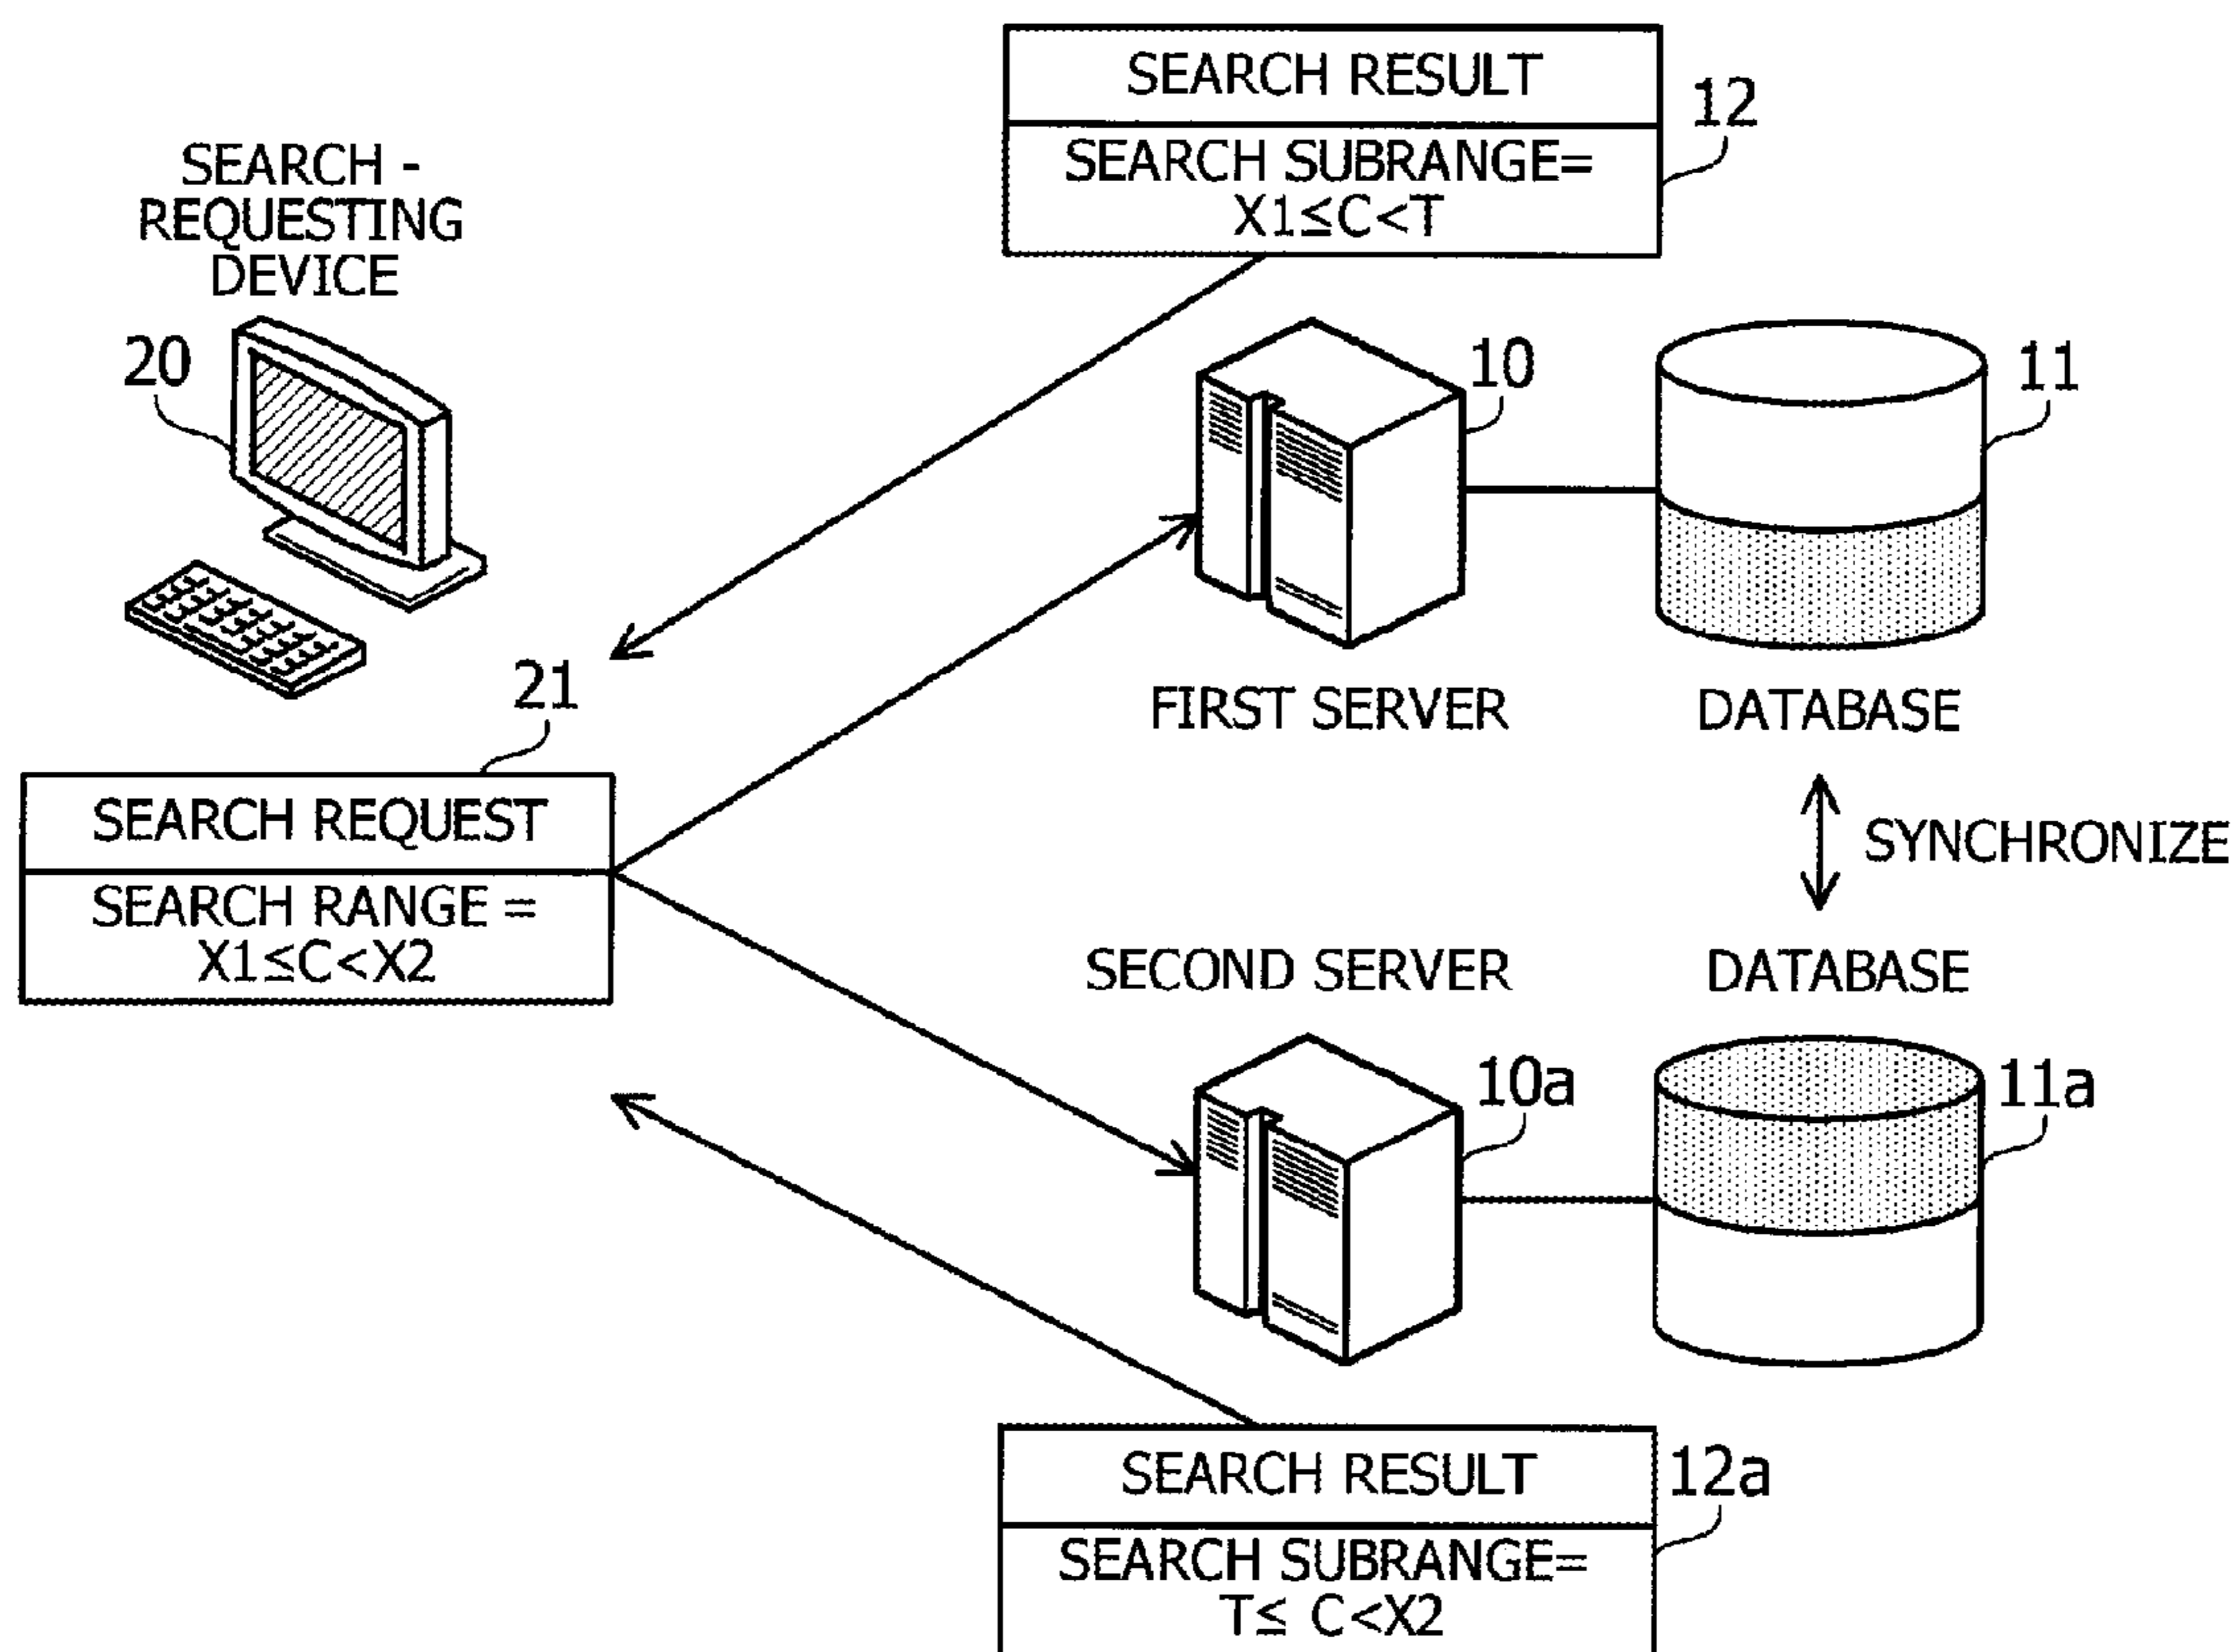 SEARCH RESULT
SEARCH SUBRANGE=
X1≤C<T
12
SEARCH -
REQUESTING
DEVICE
20
10
11
FIRST SERVER
DATABASE
21
SEARCH REQUEST
SEARCH RANGE =
X1≤C<X2
SYNCHRONIZE
SECOND SERVER
DATABASE
10a
11a
SEARCH RESULT
SEARCH SUBRANGE=
T≤ C<X2
12a